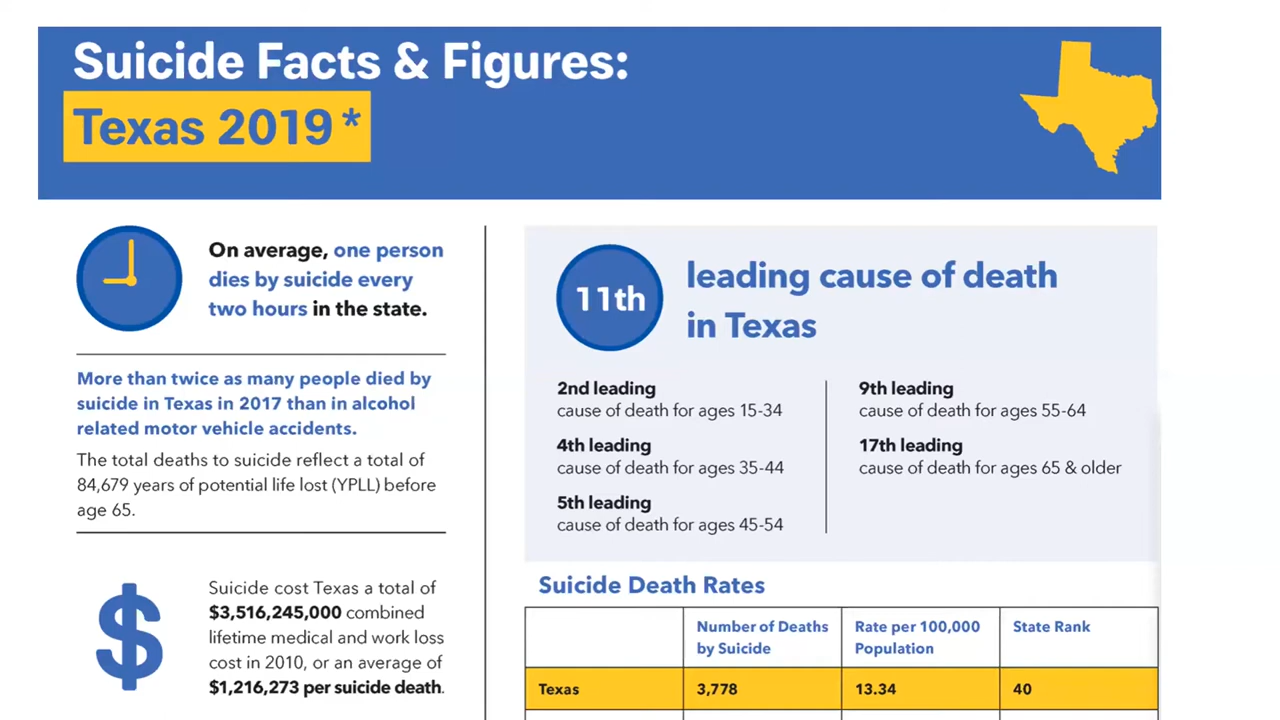 Suicide Facts & Figures:
Texas 2019 *
On average, one person
dies by suicide every
two hours in the state.
More than twice as many people died by
suicide in Texas in 2017 than in alcohol
related motor vehicle accidents.
The total deaths to suicide reflect a total of
84,679 years of potential life lost (YPLL) before
age 65.
Suicide cost Texas a total of
$3,516,245,000 combined
lifetime medical and work loss
cost in 2010, or an average of
$1,216,273 per suicide death.
11th
leading cause of death
in Texas
2nd leading
cause of death for ages 15-34
4th leading
cause of death for ages 35-44
5th leading
cause of death for ages 45-54
9th leading
cause of death for ages 55-64
17th leading
cause of death for ages 65 & older
Suicide Death Rates
Number of Deaths
by Suicide
Rate per 100,000
Population
State Rank
Texas 3,778 13.34 40